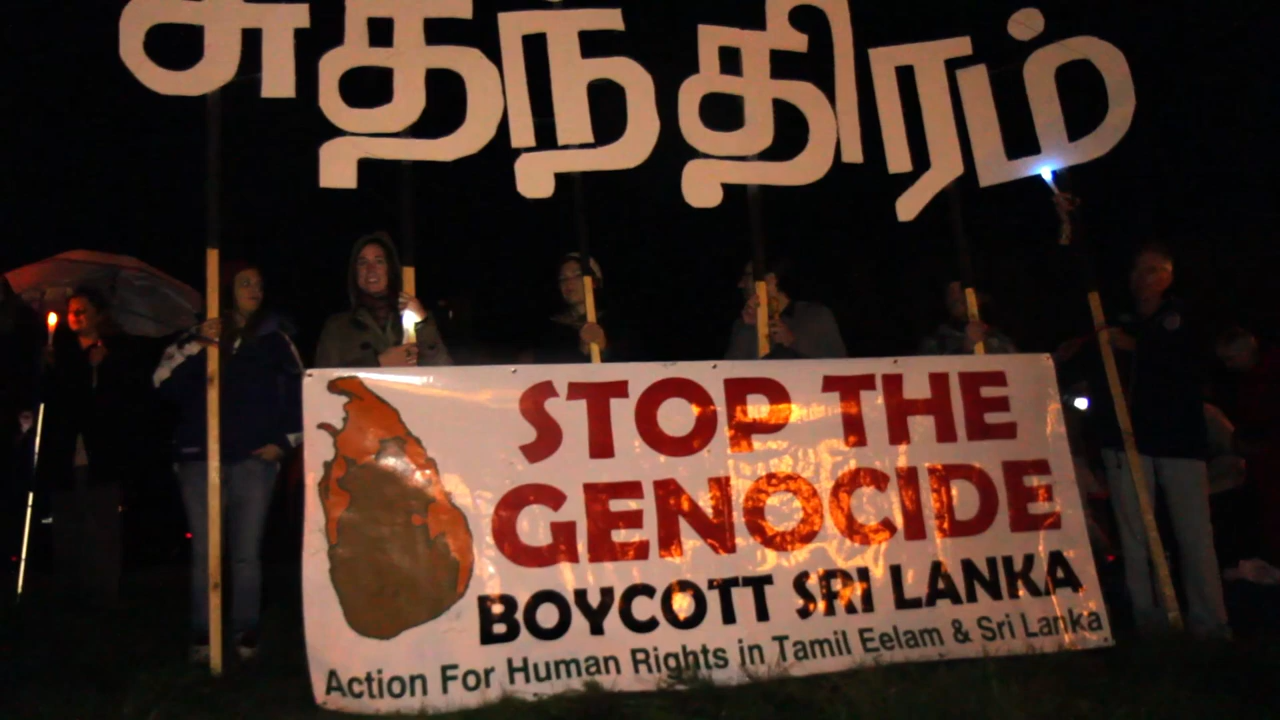 சுதந்திரம்
STOP THE
GENOCIDE
BOYCOTT SRI LANKA
Action For Human Rights in Tamil Eelam & Sri Lanka